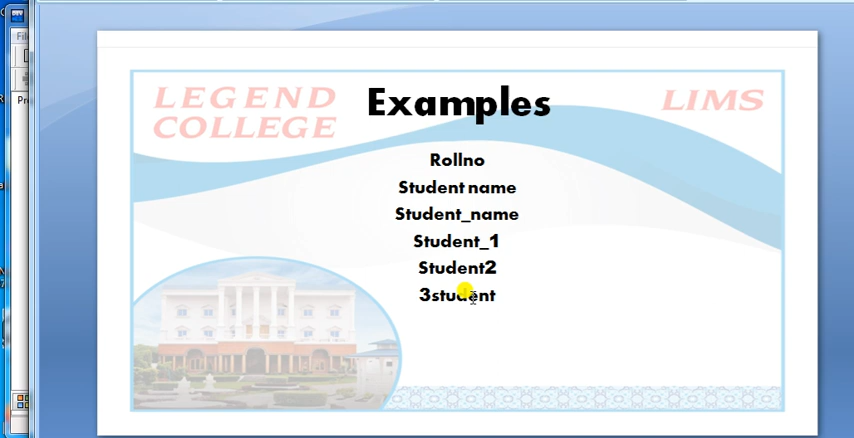 LEGEND
COLLEGE
Examples
LIMS
Rollno
Student name
Student_name
Student_1
Student2
3student